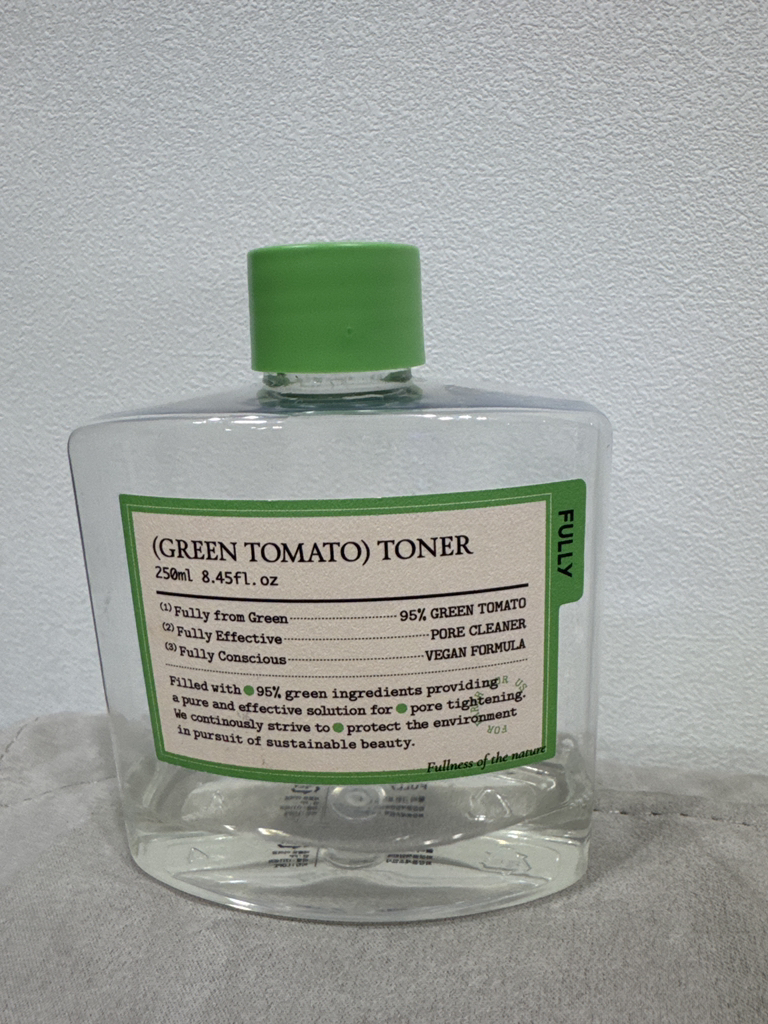 (GREEN TOMATO) TONER
250ml 8.45fl.oz
FULLY
(1) Fully from Green 95% GREEN TOMATO
(2) Fully Effective PORE CLEANER
(3) Fully Conscious VEGAN FORMULA
Filled with 95% green ingredients providing
a pure and effective solution for pore tightening.
We continously strive to protect the environment
in pursuit of sustainable beauty.
Fullness of the nature